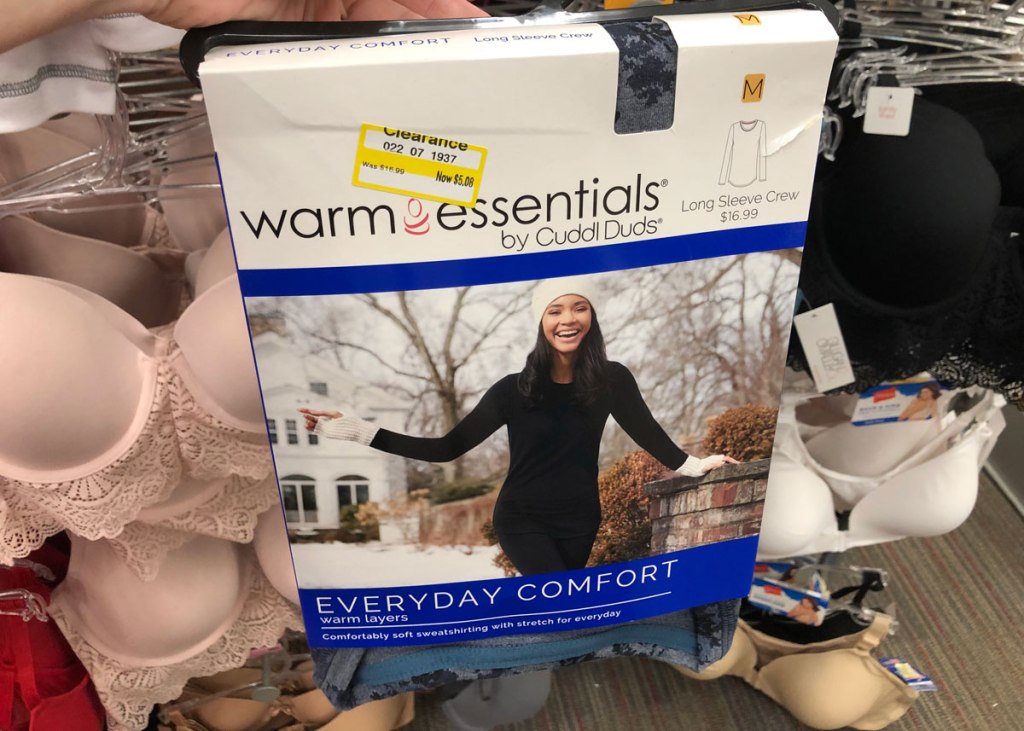 EVERYDAY COMFORT Long Sleeve Crew
M
M
Clearance
022 07 1937
Was $16.99
Now $5.08
warm essentials®
by Cuddl Duds®
Long Sleeve Crew
$16.99
EVERYDAY COMFORT
warm layers
Comfortably soft sweatshirting with stretch for everyday